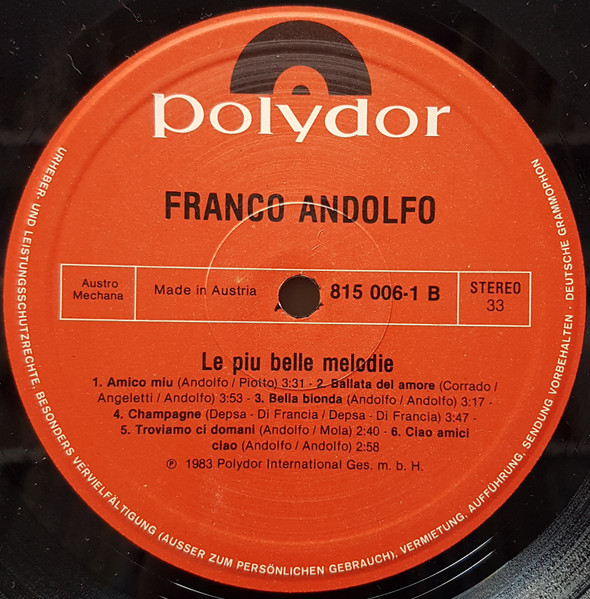 polydor
FRANCO ANDOLFO
Austro
Mechana
Made in Austria
815 006-1 B
STEREO
33
Le piu belle melodie
1. Amico miu (Andolfo / Piotto) 3:31 - 2. Ballata del amore (Corrado /
Angeletti / Andolfo) 3:53 - 3. Bella bionda (Andolfo / Andolfo) 3:17 -
4. Champagne (Depsa - Di Francia / Depsa - Di Francia) 3:47 -
5. Troviamo ci domani (Andolfo / Mola) 2:40 - 6. Ciao amici
ciao (Andolfo / Andolfo) 2:58
℗ 1983 Polydor International Ges. m. b. H.
URHEBER- UND LEISTUNGSSCHUTZRECHTE, BESONDERS VERVIELFÄLTIGUNG (AUSSER ZUM PERSÖNLICHEN GEBRAUCH), VERMIETUNG, AUFFÜHRUNG, SENDUNG VORBEHALTEN · DEUTSCHE GRAMMOPHON